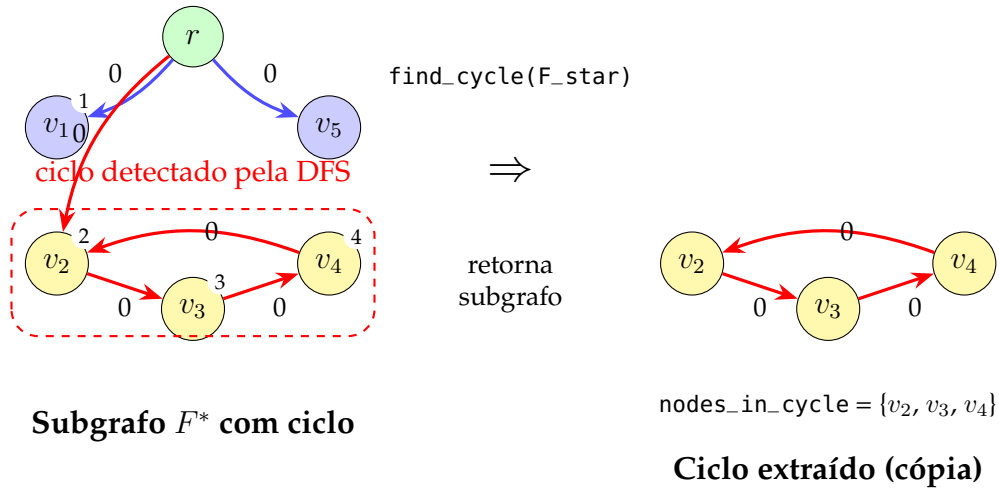 r
0
0
find_cycle(F_star)
1
v₁
0
v₅
ciclo detectado pela DFS
⇒
2
0
4
v₂
v₄
3
0
v₃
0
retorna
subgrafo
0
v₂
v₄
0
v₃
0
Subgrafo F* com ciclo
nodes_in_cycle = {v₂, v₃, v₄}
Ciclo extraído (cópia)